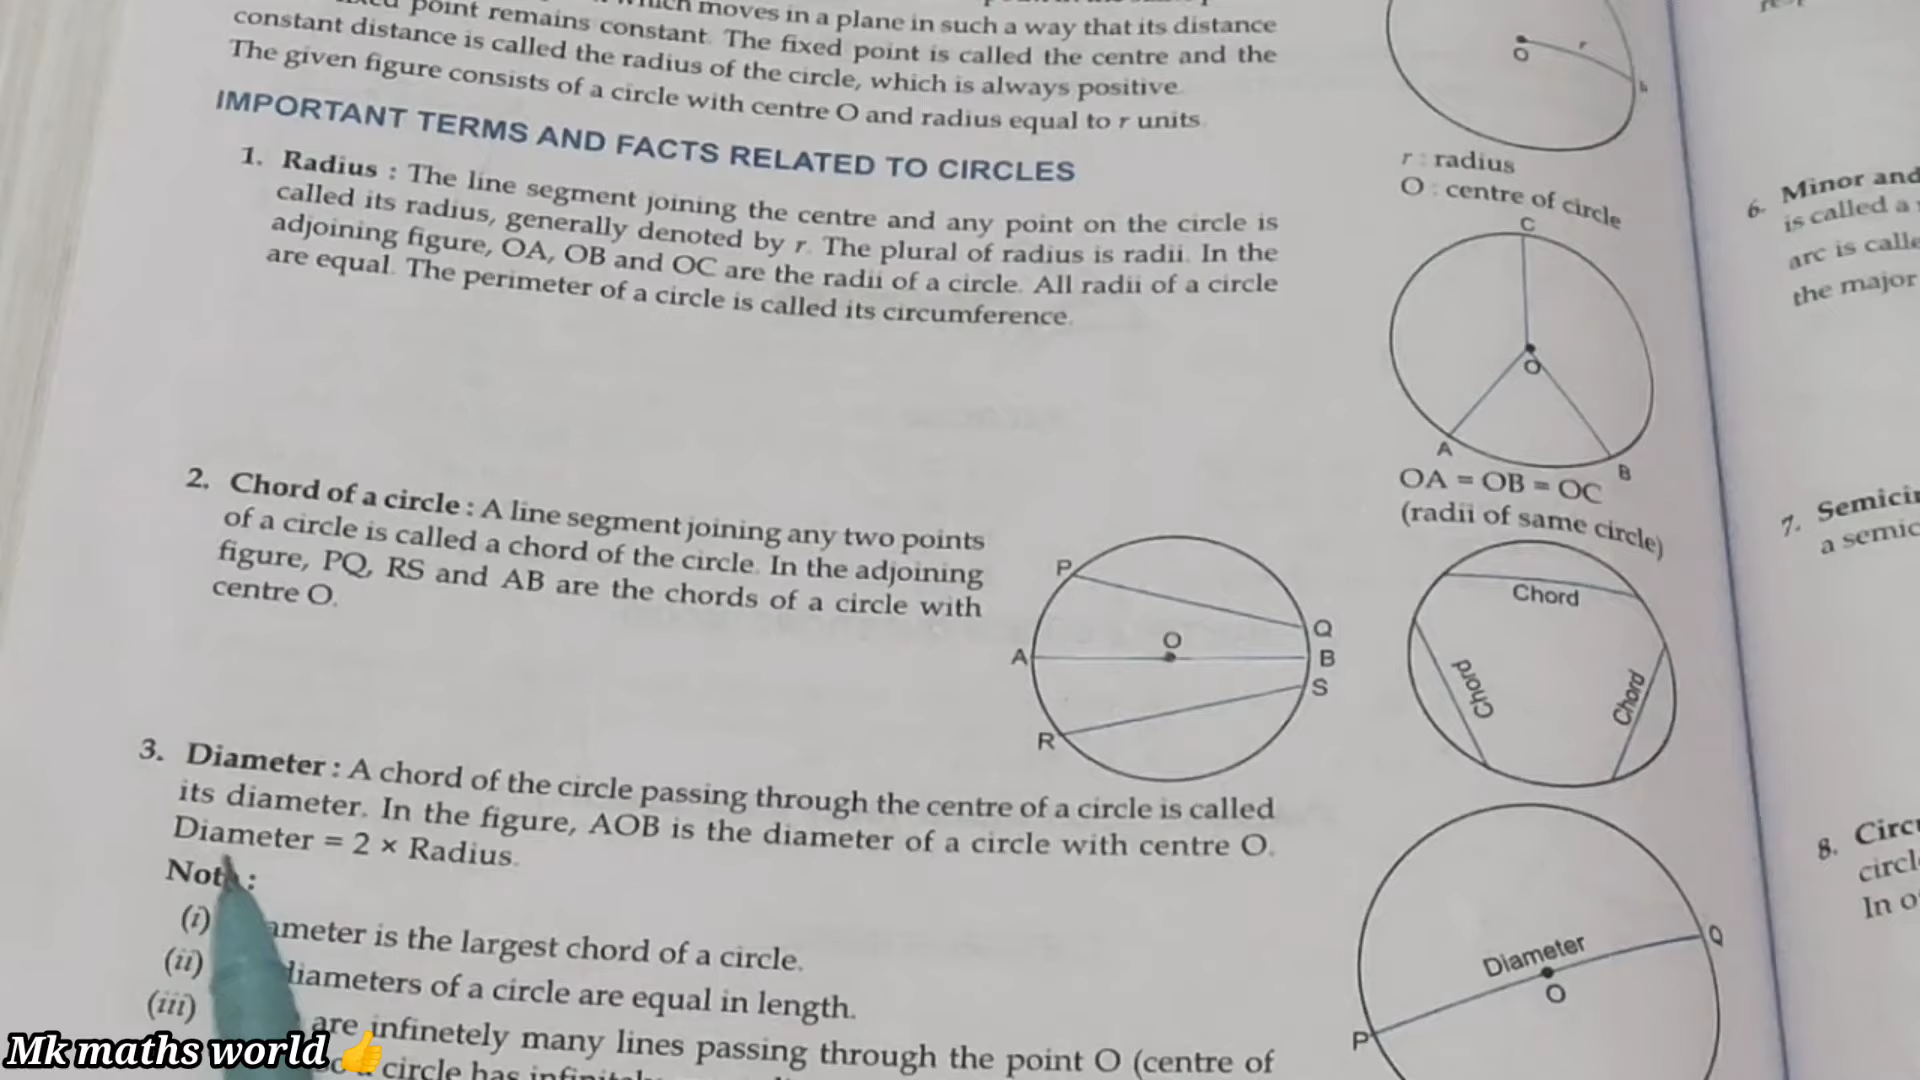 point remains constant. The fixed point is called the centre and the
which moves in a plane in such a way that its distance
constant distance is called the radius of the circle, which is always positive.
The given figure consists of a circle with centre O and radius equal to r units.
IMPORTANT TERMS AND FACTS RELATED TO CIRCLES
1. Radius : The line segment joining the centre and any point on the circle is
called its radius, generally denoted by r. The plural of radius is radii. In the
adjoining figure, OA, OB and OC are the radii of a circle. All radii of a circle
are equal. The perimeter of a circle is called its circumference.
2. Chord of a circle : A line segment joining any two points
of a circle is called a chord of the circle. In the adjoining
figure, PQ, RS and AB are the chords of a circle with
centre O.
P
Q
O
A
B
S
R
3. Diameter : A chord of the circle passing through the centre of a circle is called
its diameter. In the figure, AOB is the diameter of a circle with centre O.
Diameter = 2 × Radius.
Note :
(i) ameter is the largest chord of a circle.
(ii) diameters of a circle are equal in length.
(iii) are infinetely many lines passing through the point O (centre of
circle has
O
r
r : radius
O : centre of circle
C
O
A
B
OA = OB = OC
(radii of same circle)
Chord
Chord
Chord
Diameter
Q
O
P
6. Minor and
is called a
arc is calle
the major
7. Semicir
a semic
8. Circu
circl
In o
Mk maths world 👍